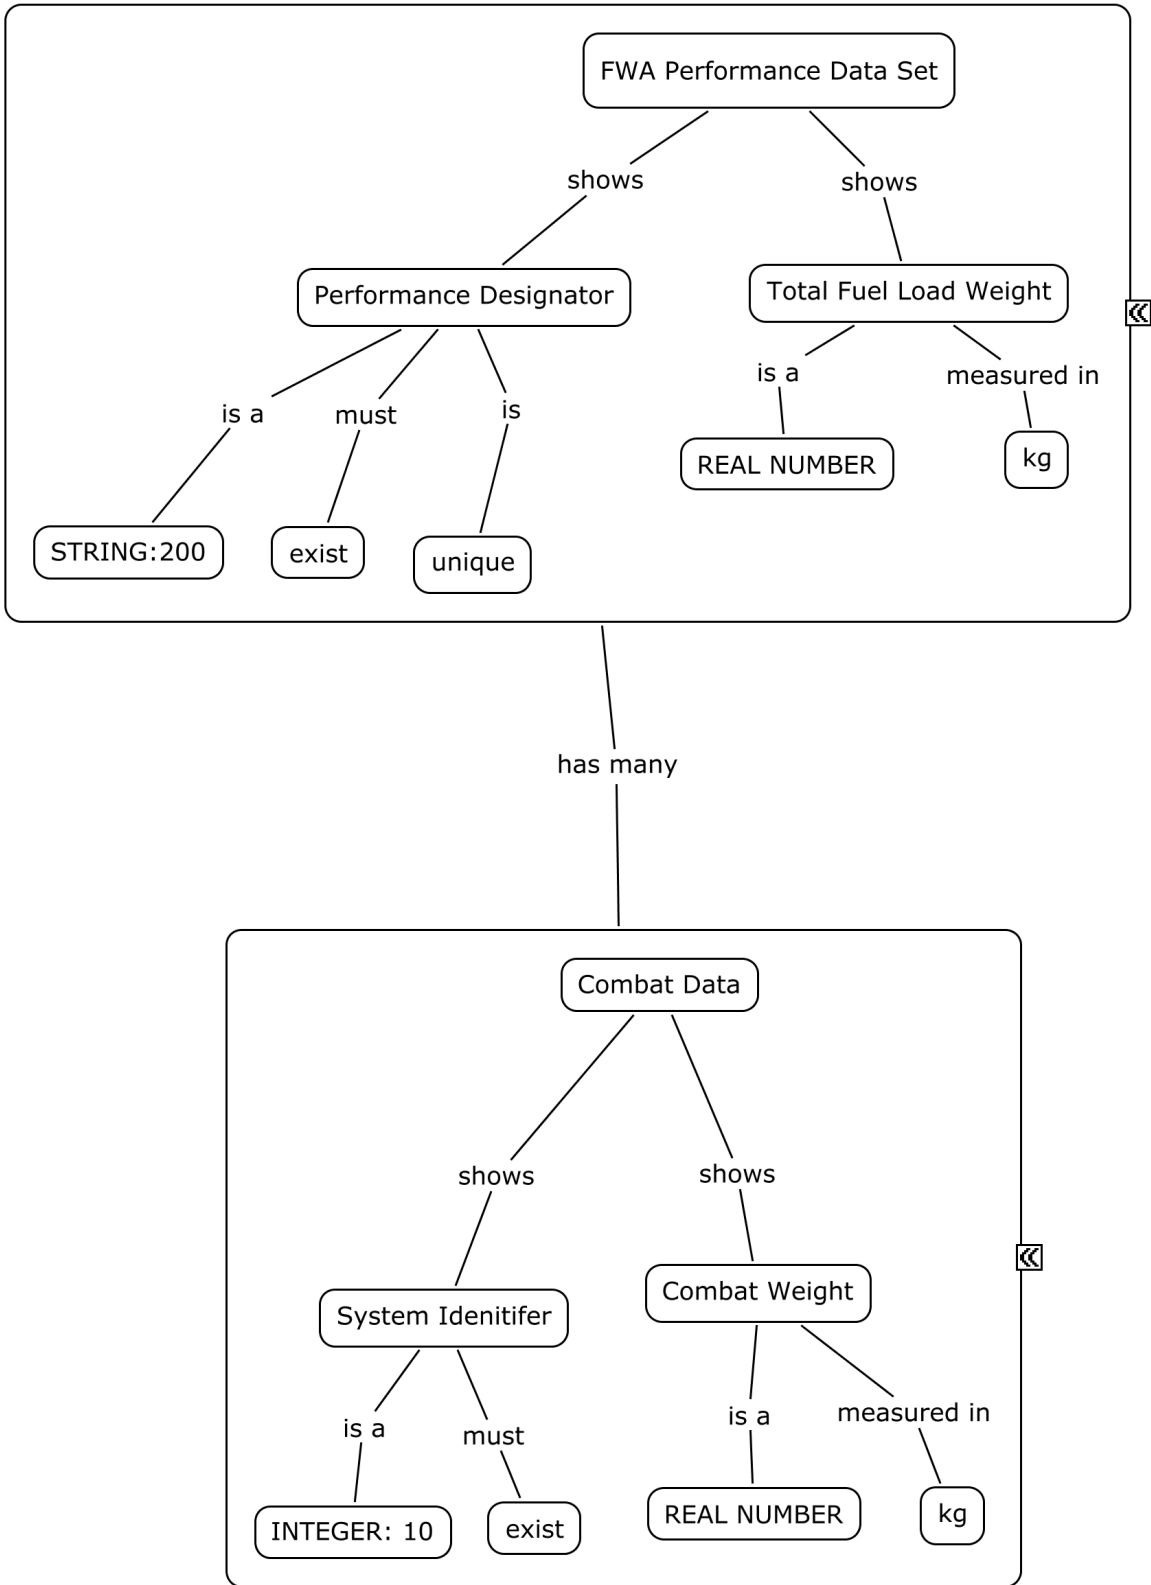 FWA Performance Data Set
shows
shows
Performance Designator
Total Fuel Load Weight
is a
must
is
is a
measured in
STRING:200
exist
unique
REAL NUMBER
kg
has many
Combat Data
shows
shows
System Idenitifer
Combat Weight
is a
must
is a
measured in
INTEGER: 10
exist
REAL NUMBER
kg